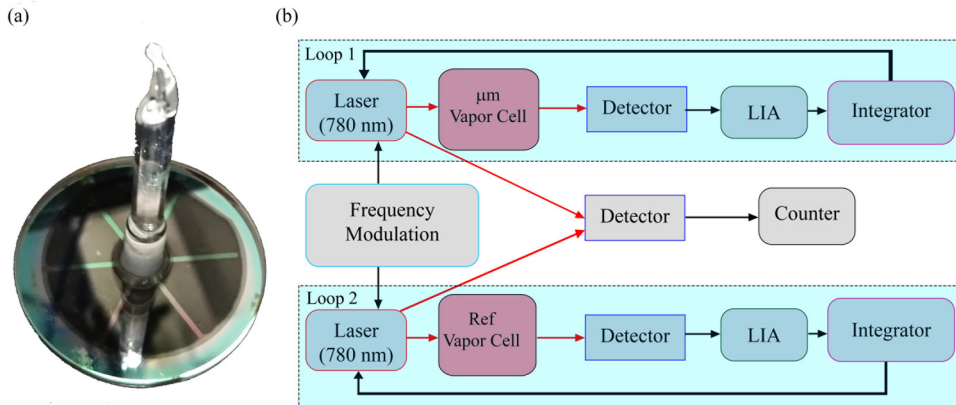 (a)
(b)
Loop 1
Laser
(780 nm)
μm
Vapor Cell
Detector
LIA
Integrator
Frequency
Modulation
Detector
Counter
Loop 2
Laser
(780 nm)
Ref
Vapor Cell
Detector
LIA
Integrator